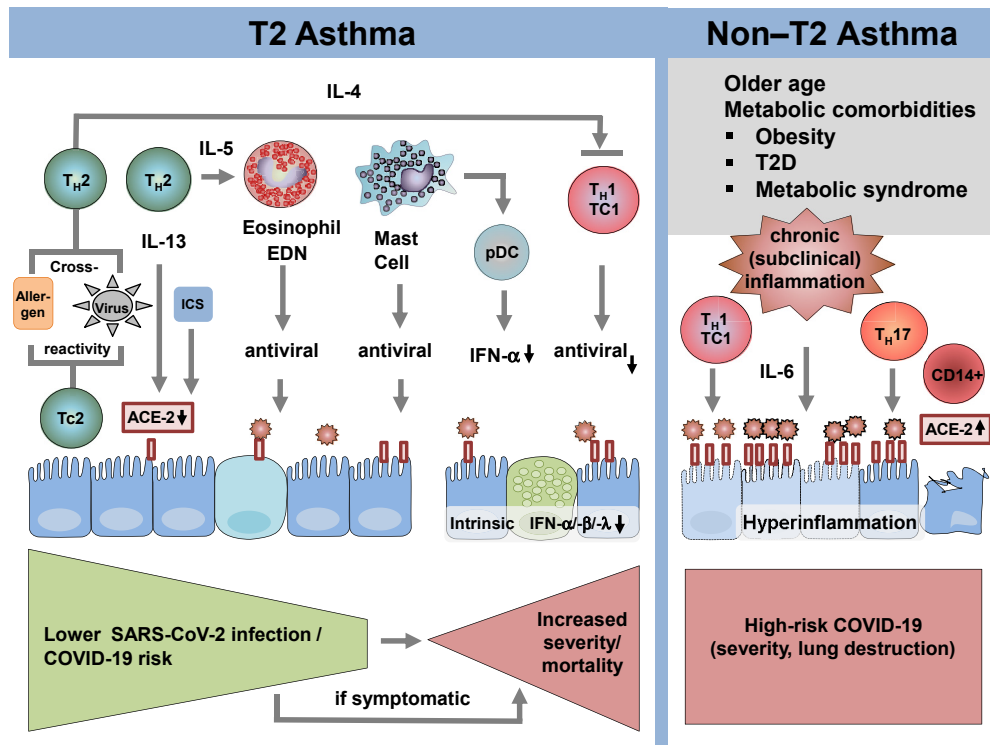 T2 Asthma
Non–T2 Asthma
IL-4
IL-5
TH2
TH2
Eosinophil
EDN
Mast
Cell
pDC
TH1
TC1
IL-13
Cross-
Aller-
gen
Virus
reactivity
ICS
Tc2
ACE-2
antiviral
antiviral
IFN-α
antiviral
Intrinsic
IFN-α/-β/-λ
Lower SARS-CoV-2 infection /
COVID-19 risk
Increased
severity/
mortality
if symptomatic
Older age
Metabolic comorbidities
▪ Obesity
▪ T2D
▪ Metabolic syndrome
chronic
(subclinical)
inflammation
TH1
TC1
TH17
IL-6
CD14+
ACE-2
Hyperinflammation
High-risk COVID-19
(severity, lung destruction)